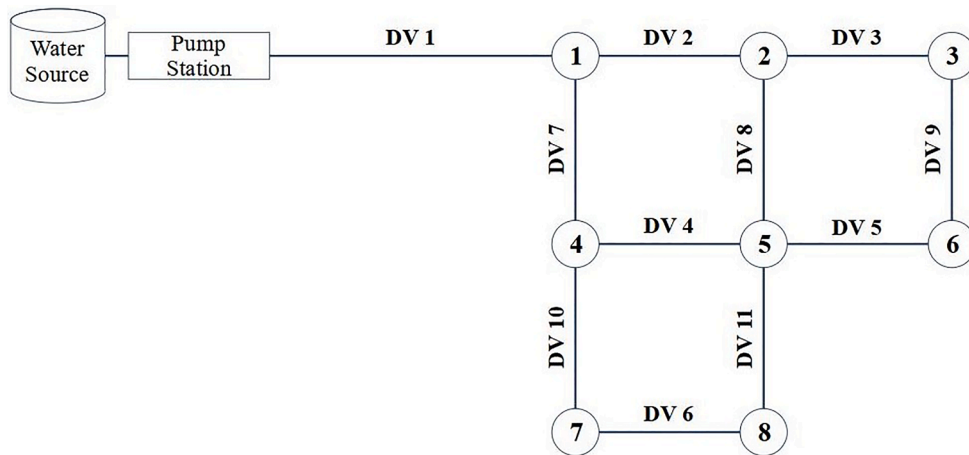 Water
Source
Pump
Station
DV 1
1
DV 2
2
DV 3
3
DV 7
DV 8
DV 9
4
DV 4
5
DV 5
6
DV 10
DV 11
7
DV 6
8